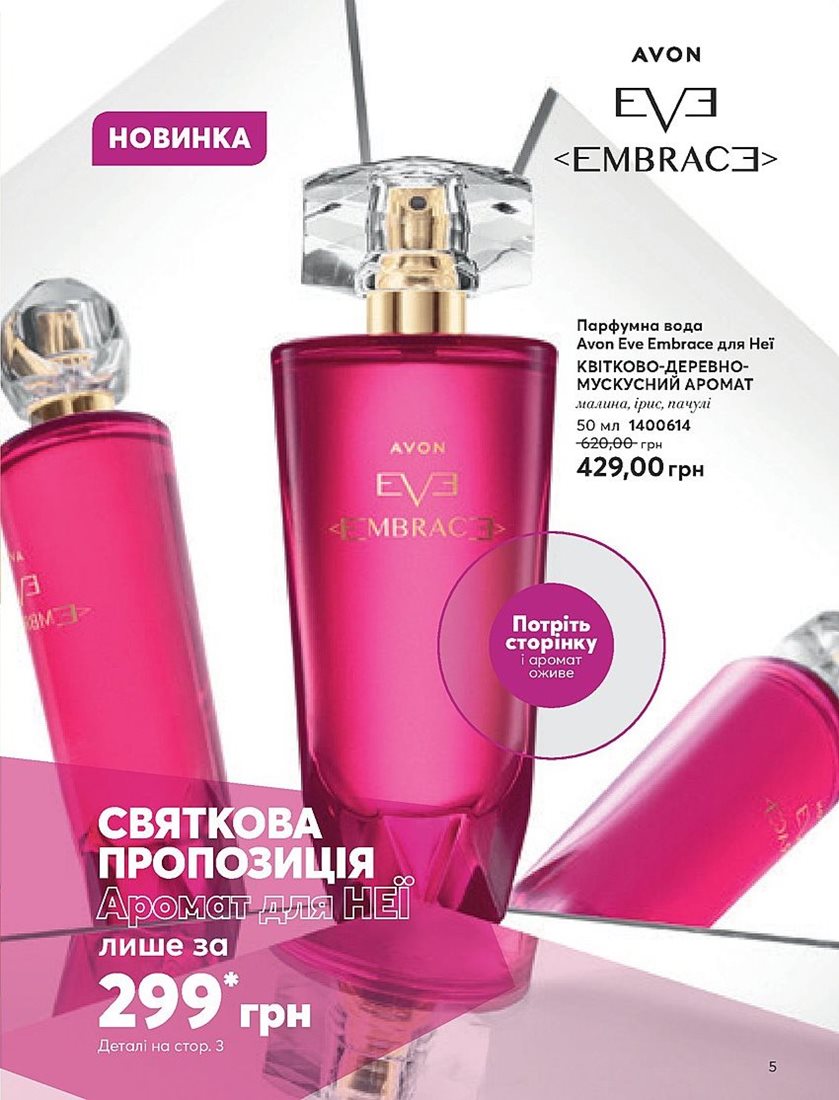 НОВИНКА
AVON
EVE
<EMBRACE>
Парфумна вода
Avon Eve Embrace для Неї
КВІТКОВО-ДЕРЕВНО-
МУСКУСНИЙ АРОМАТ
малина, ірис, пачулі
50 мл 1400614
620,00 грн
429,00 грн
AVON
EVE
<EMBRACE>
EVE
Потріть
сторінку
і аромат
оживе
СВЯТКОВА
ПРОПОЗИЦІЯ
Аромат для НЕЇ
лише за
299* грн
Деталі на стор. 3
5